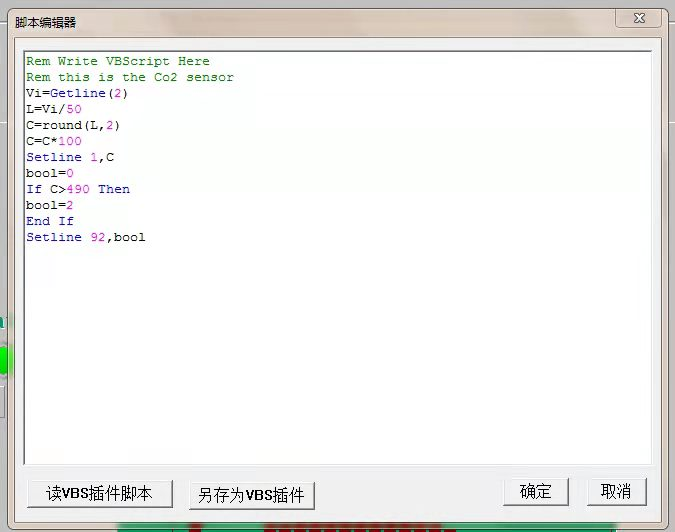 脚本编辑器
Rem Write VBScript Here
Rem this is the Co2 sensor
Vi=Getline(2)
L=Vi/50
C=round(L,2)
C=C*100
Setline 1,C
bool=0
If C>490 Then
bool=2
End If
Setline 92,bool
读VBS插件脚本
另存为VBS插件
确定
取消